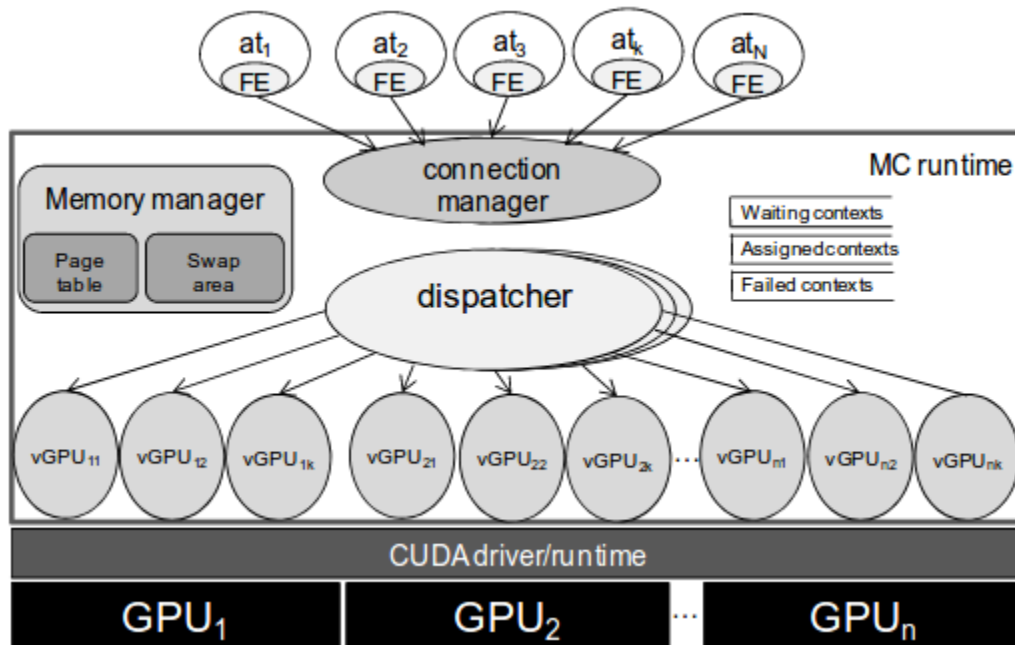 at₁ at₂ at₃ atₖ at_N
FE FE FE FE FE
connection
manager
MC runtime
Memory manager
Page
table
Swap
area
Waiting contexts
Assignedcontexts
Failed contexts
dispatcher
vGPU₁₁ vGPU₁₂ vGPU₁ₖ vGPU₂₁ vGPU₂₂ vGPU₂ₖ ... vGPUₙ₁ vGPUₙ₂ vGPUₙₖ
CUDA driver/runtime
GPU₁ GPU₂ ... GPUₙ